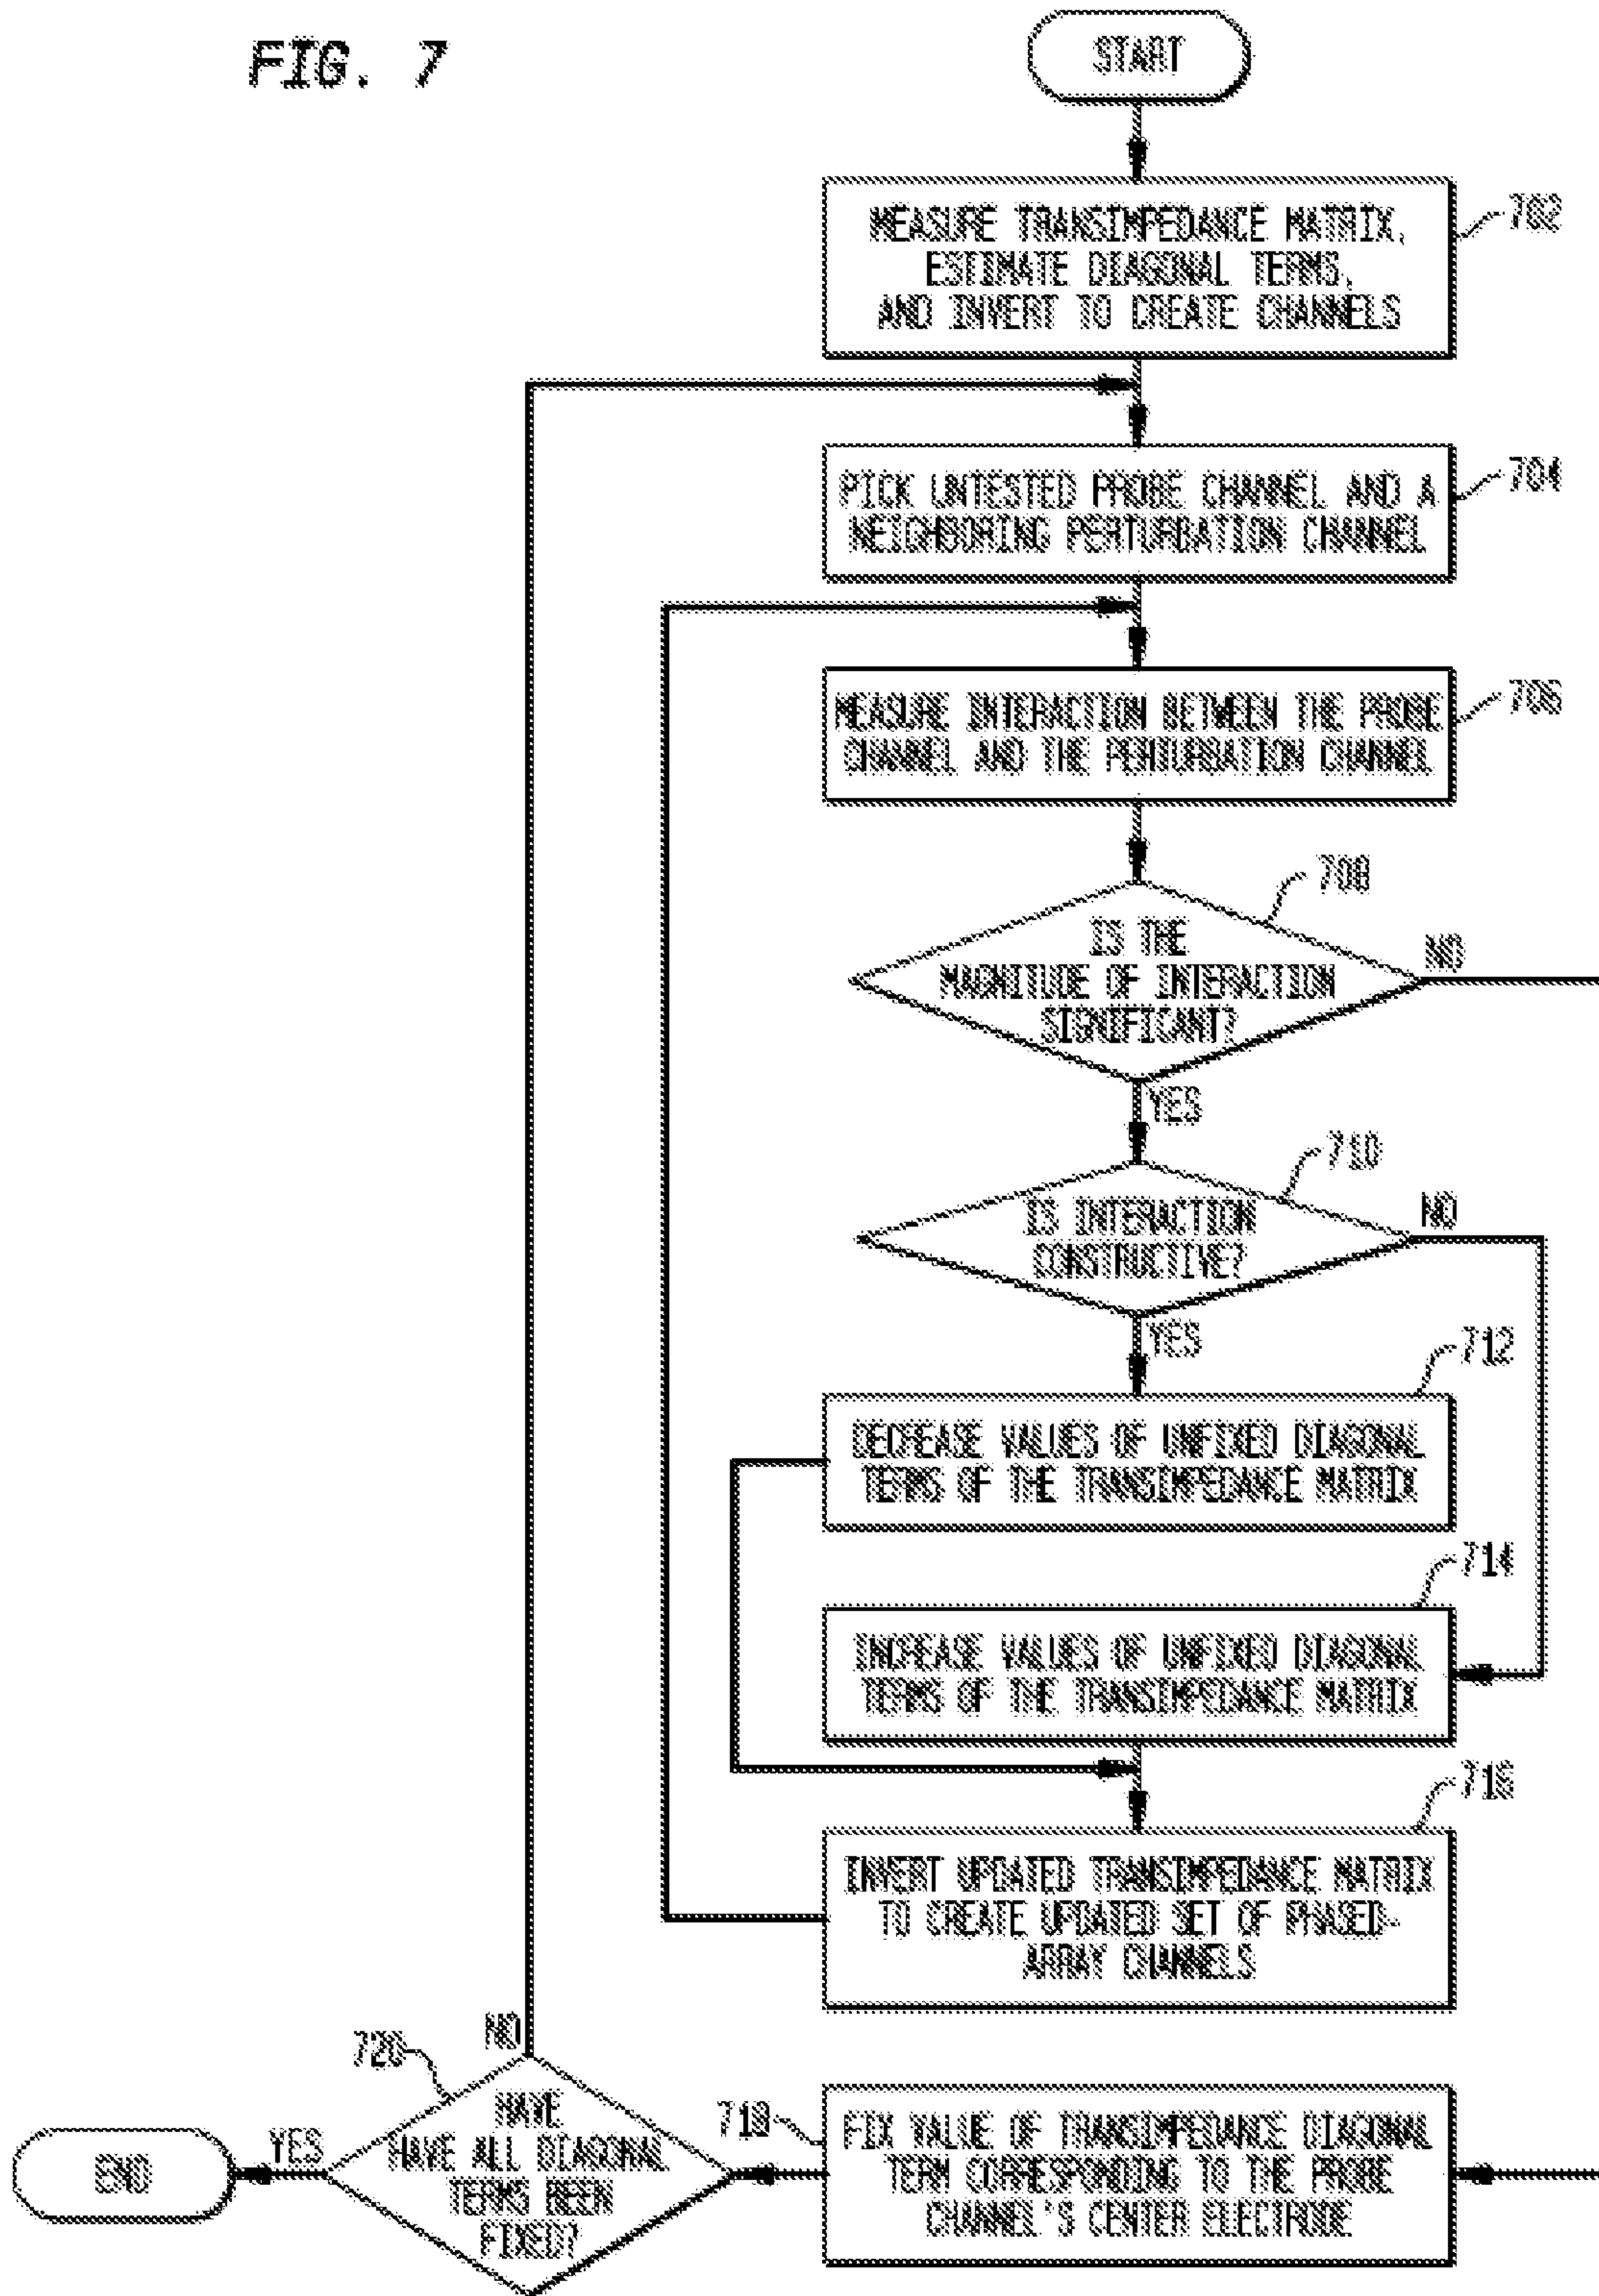 FIG. 7
START
MEASURE TRANSIMPEDANCE MATRIX,
ESTIMATE DIAGONAL TERMS,
AND INVERT TO CREATE CHANNELS
702
PICK UNTESTED PROBE CHANNEL AND A
NEIGHBORING PERTURBATION CHANNEL
704
MEASURE INTERACTION BETWEEN THE PROBE
CHANNEL AND THE PERTURBATION CHANNEL
706
708
IS THE
MAGNITUDE OF INTERACTION
SIGNIFICANT?
NO
YES
710
IS INTERACTION
CONSTRUCTIVE?
NO
YES
712
DECREASE VALUES OF UNFIXED DIAGONAL
TERMS OF THE TRANSIMPEDANCE MATRIX
714
INCREASE VALUES OF UNFIXED DIAGONAL
TERMS OF THE TRANSIMPEDANCE MATRIX
716
INVERT UPDATED TRANSIMPEDANCE MATRIX
TO CREATE UPDATED SET OF PHASED-
ARRAY CHANNELS
718
FIX VALUE OF TRANSIMPEDANCE DIAGONAL
TERM CORRESPONDING TO THE PROBE
CHANNEL'S CENTER ELECTRODE
720
NO
HAVE
HAVE ALL DIAGONAL
TERMS BEEN
FIXED?
YES
END